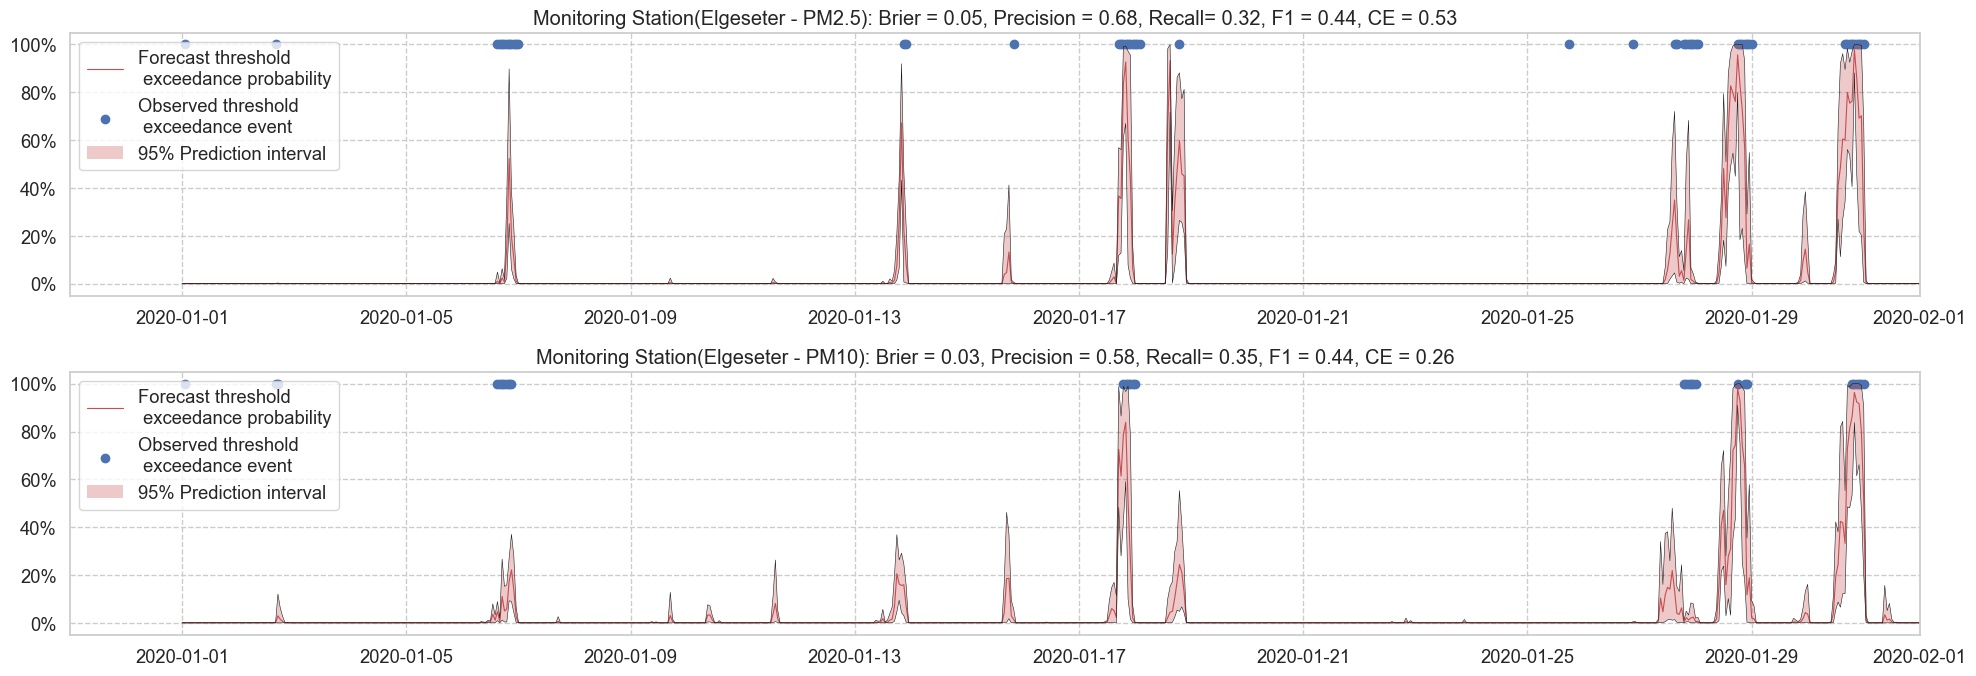 Monitoring Station(Elgeseter - PM2.5): Brier = 0.05, Precision = 0.68, Recall= 0.32, F1 = 0.44, CE = 0.53
100%
80%
60%
40%
20%
0%
Forecast threshold
exceedance probability
Observed threshold
exceedance event
95% Prediction interval
2020-01-01 2020-01-05 2020-01-09 2020-01-13 2020-01-17 2020-01-21 2020-01-25 2020-01-29 2020-02-01
Monitoring Station(Elgeseter - PM10): Brier = 0.03, Precision = 0.58, Recall= 0.35, F1 = 0.44, CE = 0.26
100%
80%
60%
40%
20%
0%
Forecast threshold
exceedance probability
Observed threshold
exceedance event
95% Prediction interval
2020-01-01 2020-01-05 2020-01-09 2020-01-13 2020-01-17 2020-01-21 2020-01-25 2020-01-29 2020-02-01